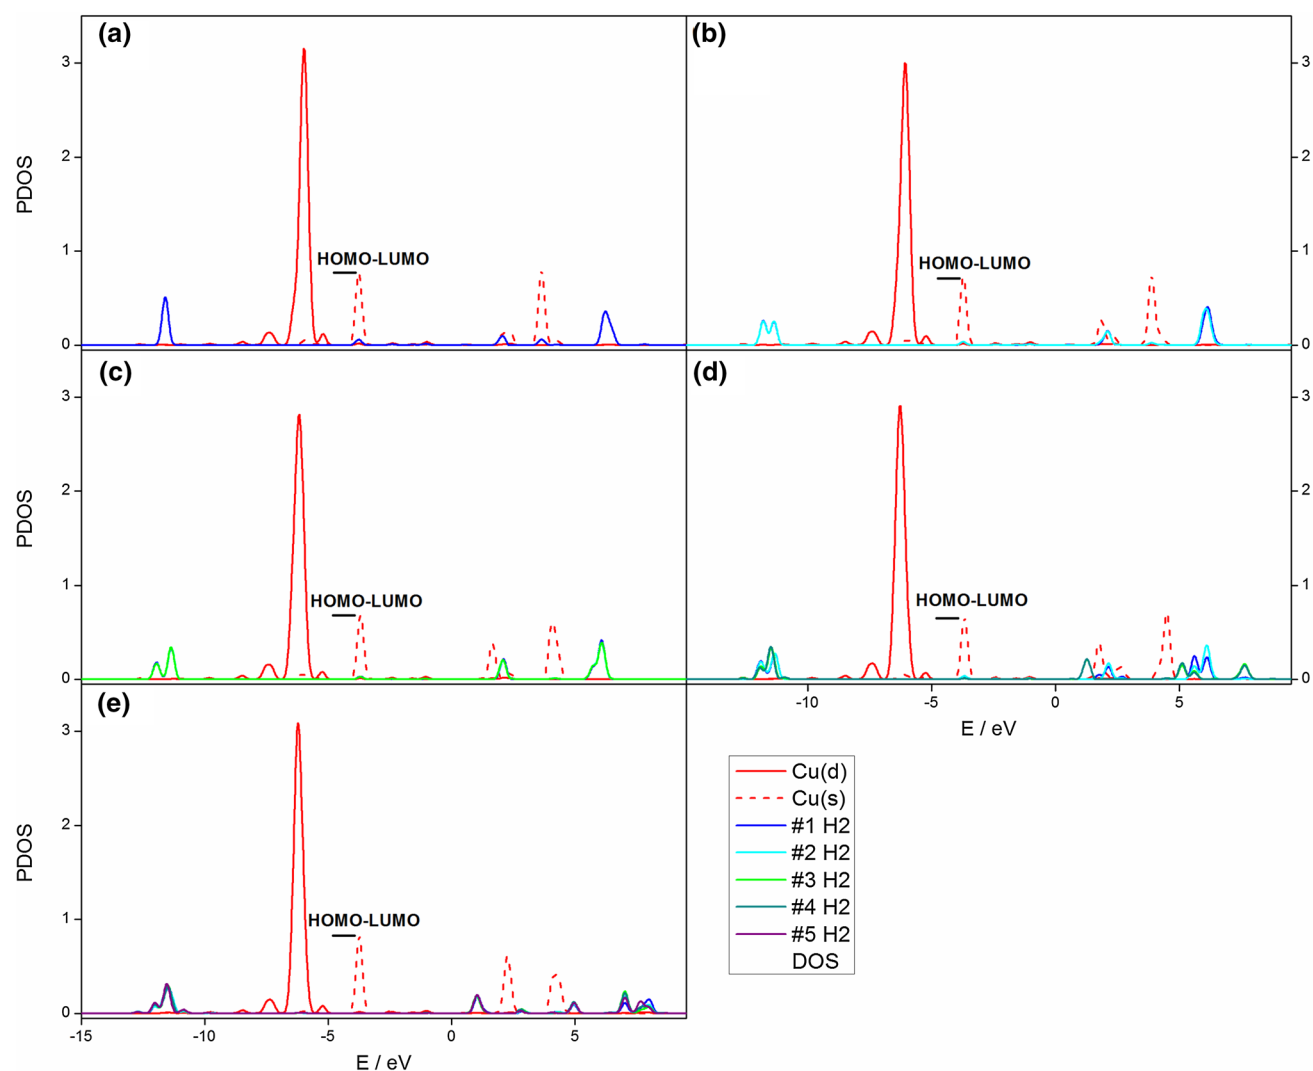 (a)
(b)
3
3
2
2
PDOS
HOMO-LUMO
HOMO-LUMO
1
1
0
0
(c)
(d)
3
3
2
2
PDOS
HOMO-LUMO
HOMO-LUMO
1
1
0
0
-10
-5
0
5
E / eV
(e)
3
2
PDOS
HOMO-LUMO
1
0
-15
-10
-5
0
5
E / eV
Cu(d)
Cu(s)
#1 H2
#2 H2
#3 H2
#4 H2
#5 H2
DOS